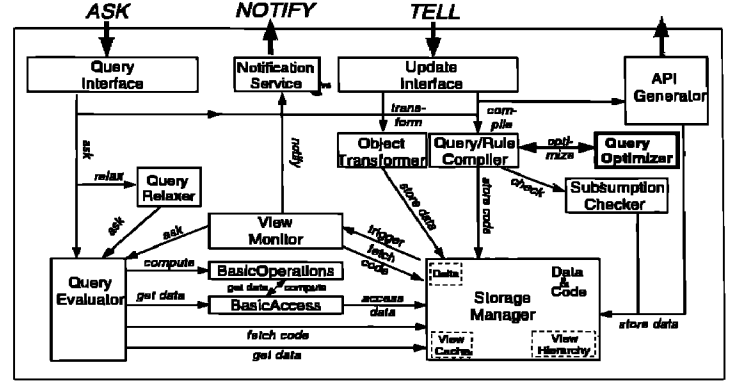 ASK
NOTIFY
TELL
Query
Interface
Notification
Service
Update
Interface
API
Generator
trans-
form
com-
pile
ask
notify
Object
Transformer
Query/Rule
Compiler
opti-
mize
Query
Optimizer
relax
Query
Relaxer
check
Subsumption
Checker
store data
store code
ask
ask
View
Monitor
trigger
fetch
code
Query
Evaluator
compute
BasicOperations
get data
compute
get data
BasicAccess
access
data
Delta
Data
&
Code
Storage
Manager
store data
fetch code
get data
View
Cache
View
Hierarchy